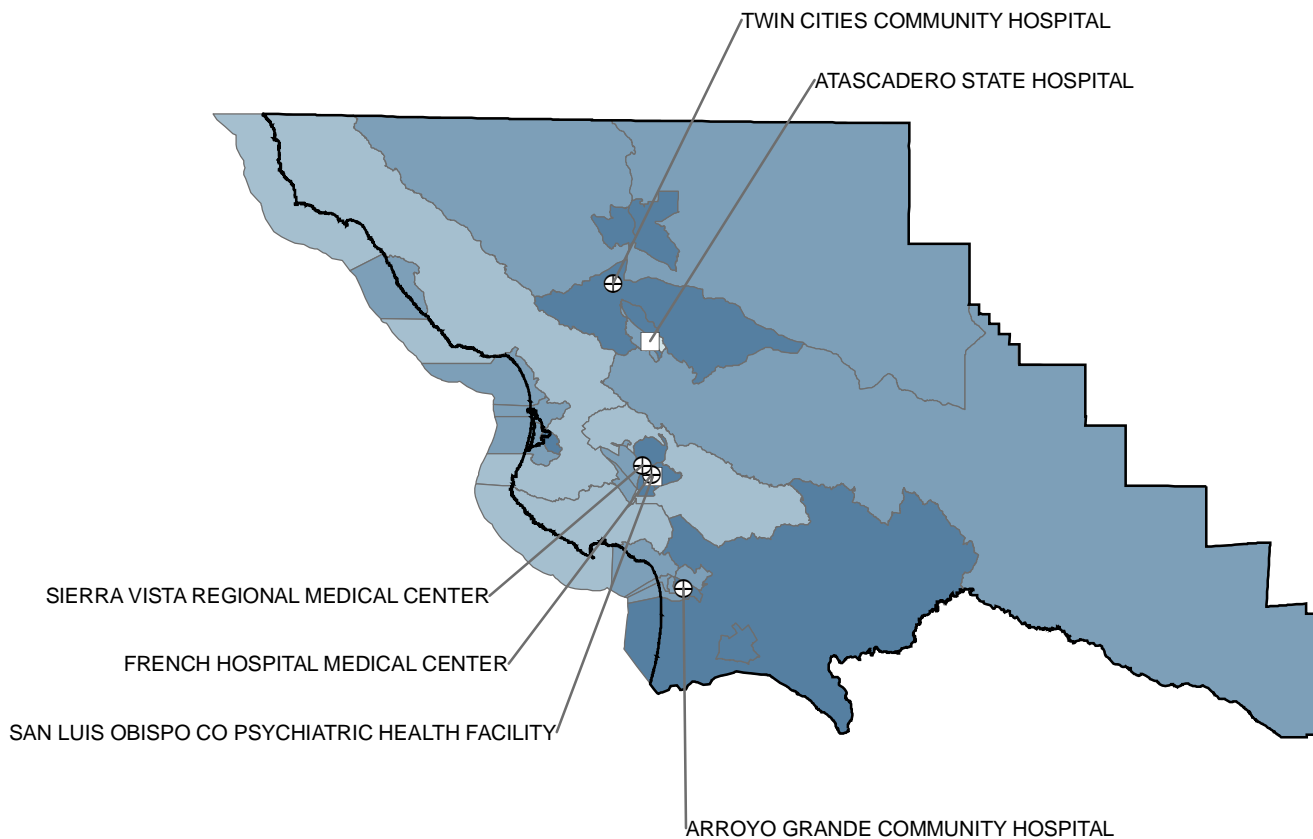 TWIN CITIES COMMUNITY HOSPITAL
ATASCADERO STATE HOSPITAL
SIERRA VISTA REGIONAL MEDICAL CENTER
FRENCH HOSPITAL MEDICAL CENTER
SAN LUIS OBISPO CO PSYCHIATRIC HEALTH FACILITY
ARROYO GRANDE COMMUNITY HOSPITAL